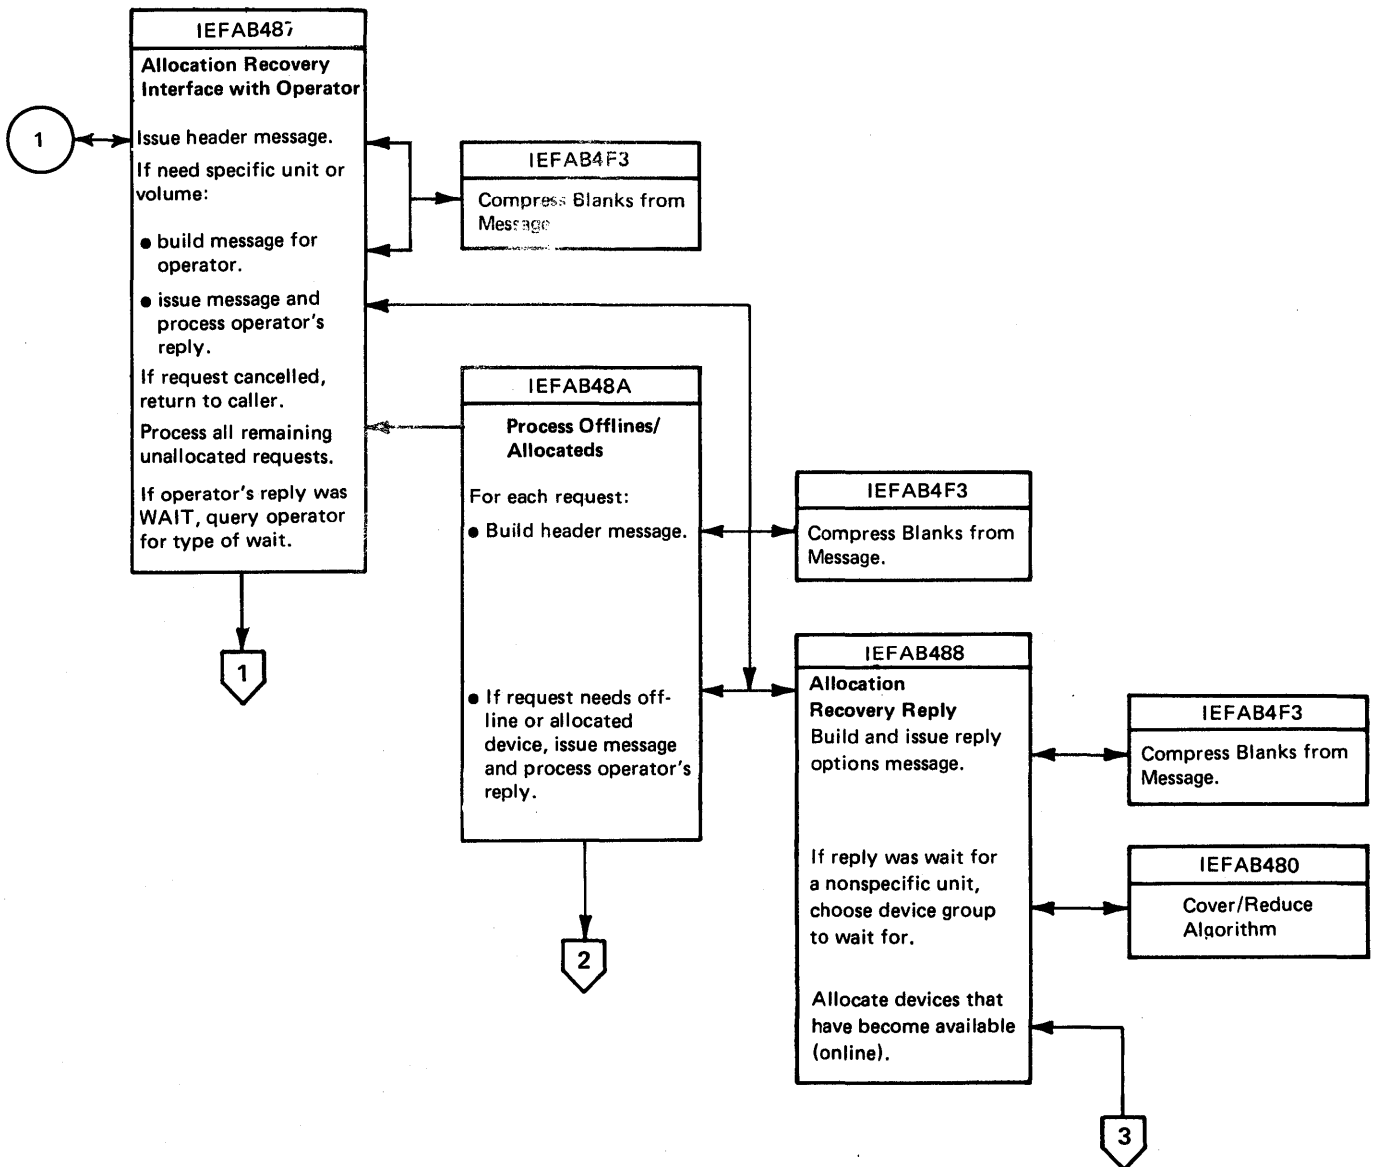 IEFAB487
Allocation Recovery
Interface with Operator
1
Issue header message.
If need specific unit or
volume:
● build message for
operator.
● issue message and
process operator's
reply.
If request cancelled,
return to caller.
Process all remaining
unallocated requests.
If operator's reply was
WAIT, query operator
for type of wait.
1
IEFAB4F3
Compress Blanks from
Message
IEFAB48A
Process Offlines/
Allocateds
For each request:
● Build header message.
● If request needs off-
line or allocated
device, issue message
and process operator's
reply.
2
IEFAB4F3
Compress Blanks from
Message.
IEFAB488
Allocation
Recovery Reply
Build and issue reply
options message.
If reply was wait for
a nonspecific unit,
choose device group
to wait for.
Allocate devices that
have become available
(online).
IEFAB4F3
Compress Blanks from
Message.
IEFAB480
Cover/Reduce
Algorithm
3